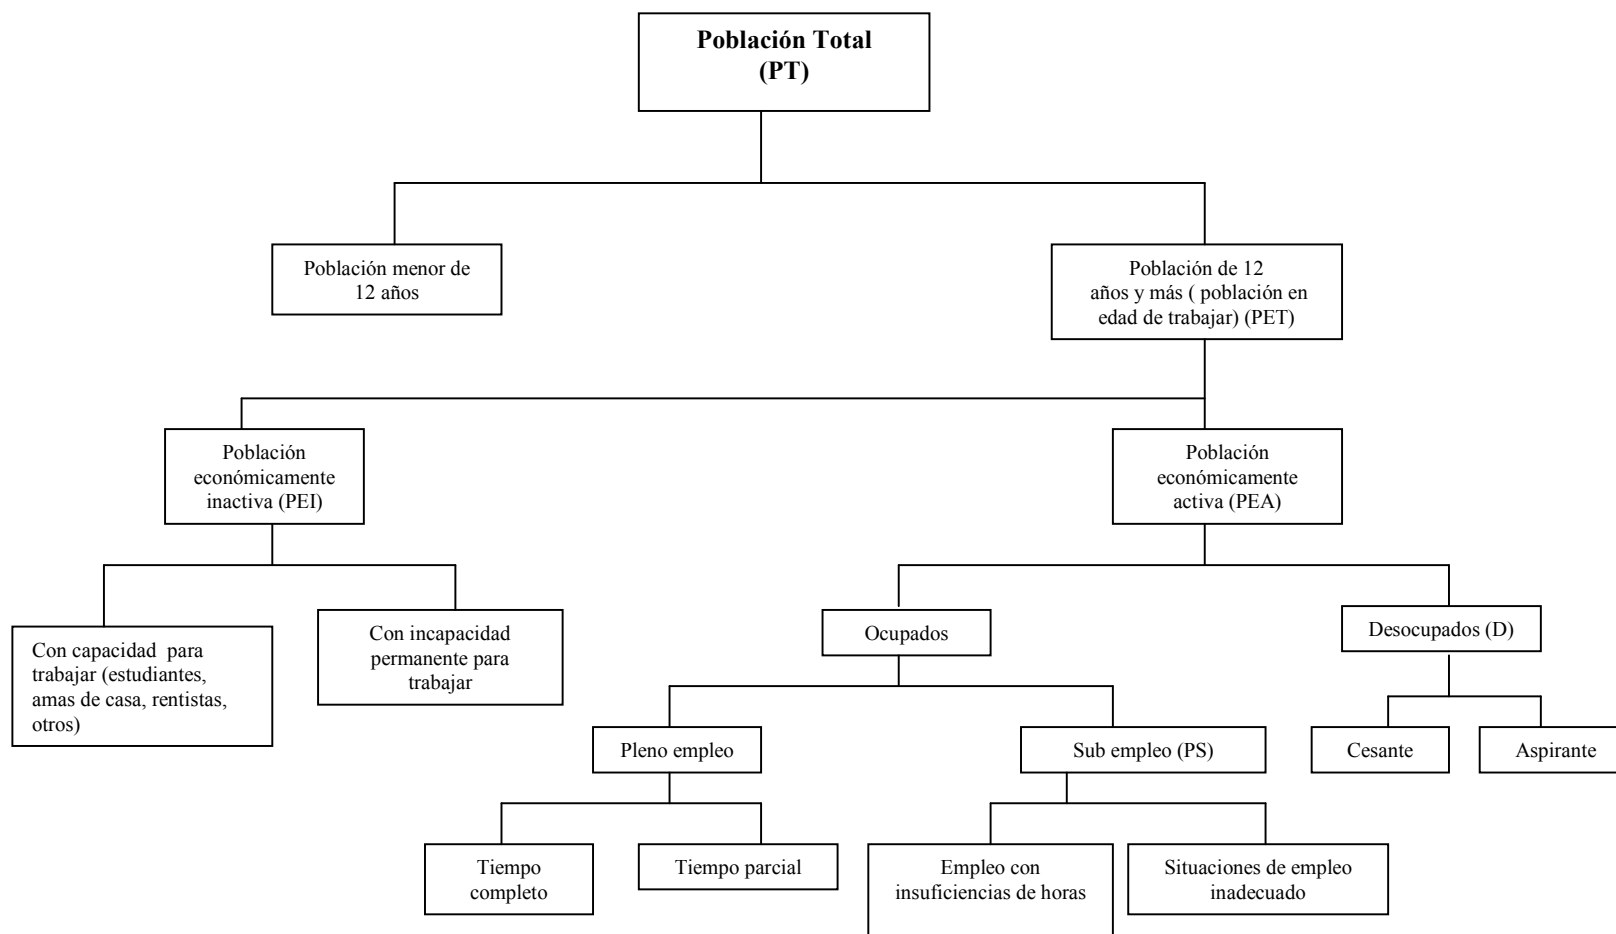 Población Total
(PT)
Población menor de
12 años
Población de 12
años y más ( población en
edad de trabajar) (PET)
Población
económicamente
inactiva (PEI)
Población
económicamente
activa (PEA)
Con capacidad para
trabajar (estudiantes,
amas de casa, rentistas,
otros)
Con incapacidad
permanente para
trabajar
Ocupados
Desocupados (D)
Pleno empleo
Sub empleo (PS)
Cesante
Aspirante
Tiempo
completo
Tiempo parcial
Empleo con
insuficiencias de horas
Situaciones de empleo
inadecuado